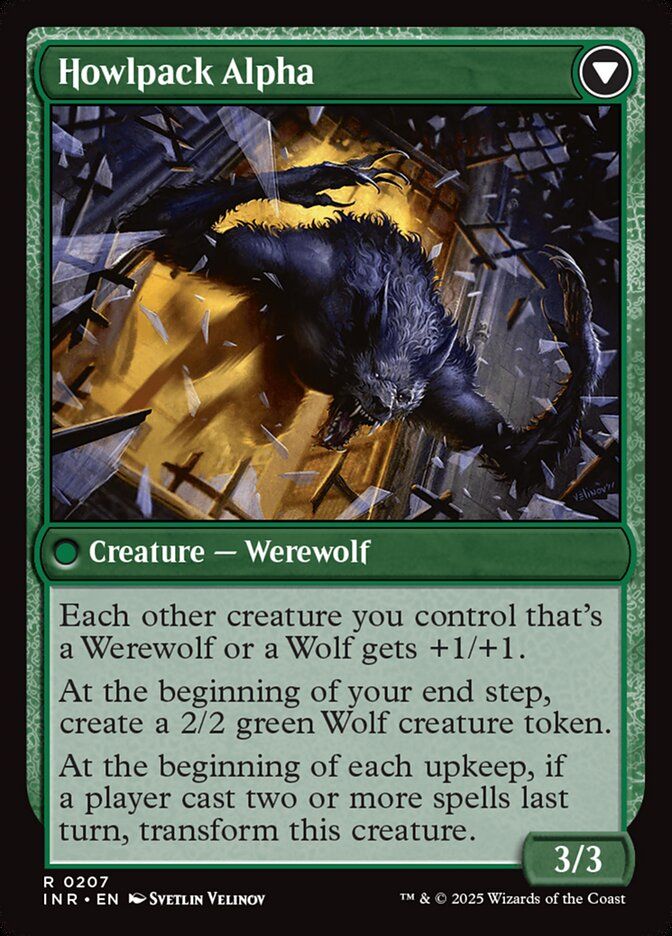 Howlpack Alpha
VELINOV
Creature — Werewolf
Each other creature you control that's
a Werewolf or a Wolf gets +1/+1.
At the beginning of your end step,
create a 2/2 green Wolf creature token.
At the beginning of each upkeep, if
a player cast two or more spells last
turn, transform this creature.
3/3
R 0207
INR • EN Svetlin Velinov
™ & © 2025 Wizards of the Coast